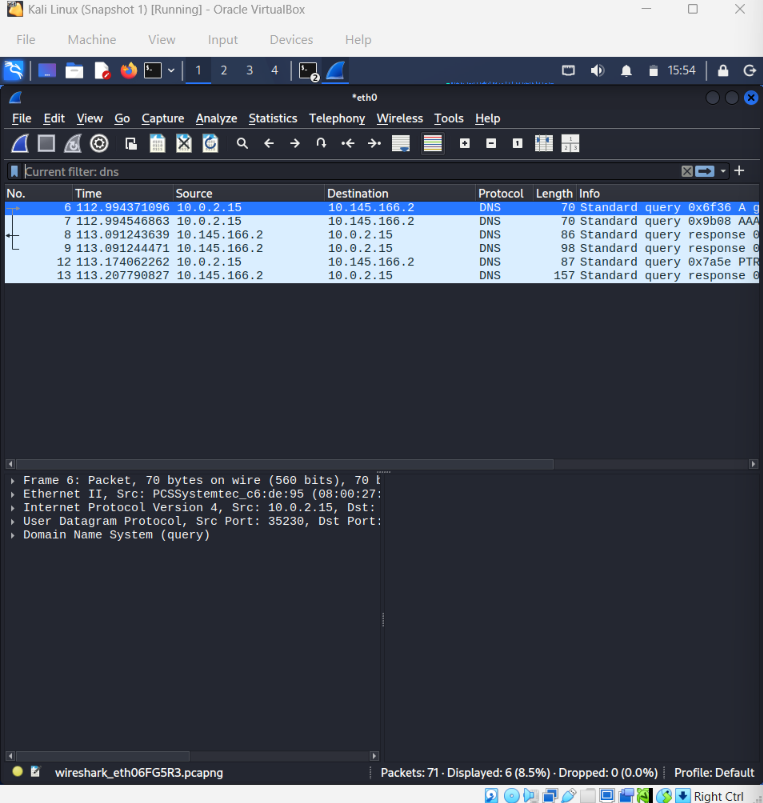 Kali Linux (Snapshot 1) [Running] - Oracle VirtualBox
File Machine View Input Devices Help
1 2 3 4 2 15:54
*eth0
File Edit View Go Capture Analyze Statistics Telephony Wireless Tools Help
Current filter: dns
No. Time Source Destination Protocol Length Info
6 112.994371096 10.0.2.15 10.145.166.2 DNS 70 Standard query 0x6f36 A g
7 112.994546863 10.0.2.15 10.145.166.2 DNS 70 Standard query 0x9b08 AAA
8 113.091243639 10.145.166.2 10.0.2.15 DNS 86 Standard query response 0
9 113.091244471 10.145.166.2 10.0.2.15 DNS 98 Standard query response 0
12 113.174062262 10.0.2.15 10.145.166.2 DNS 87 Standard query 0x7a5e PTR
13 113.207790827 10.145.166.2 10.0.2.15 DNS 157 Standard query response 0
Frame 6: Packet, 70 bytes on wire (560 bits), 70 b
Ethernet II, Src: PCSSystemtec_c6:de:95 (08:00:27:
Internet Protocol Version 4, Src: 10.0.2.15, Dst:
User Datagram Protocol, Src Port: 35230, Dst Port:
Domain Name System (query)
wireshark_eth06FG5R3.pcapng Packets: 71 · Displayed: 6 (8.5%) · Dropped: 0 (0.0%) Profile: Default
Right Ctrl